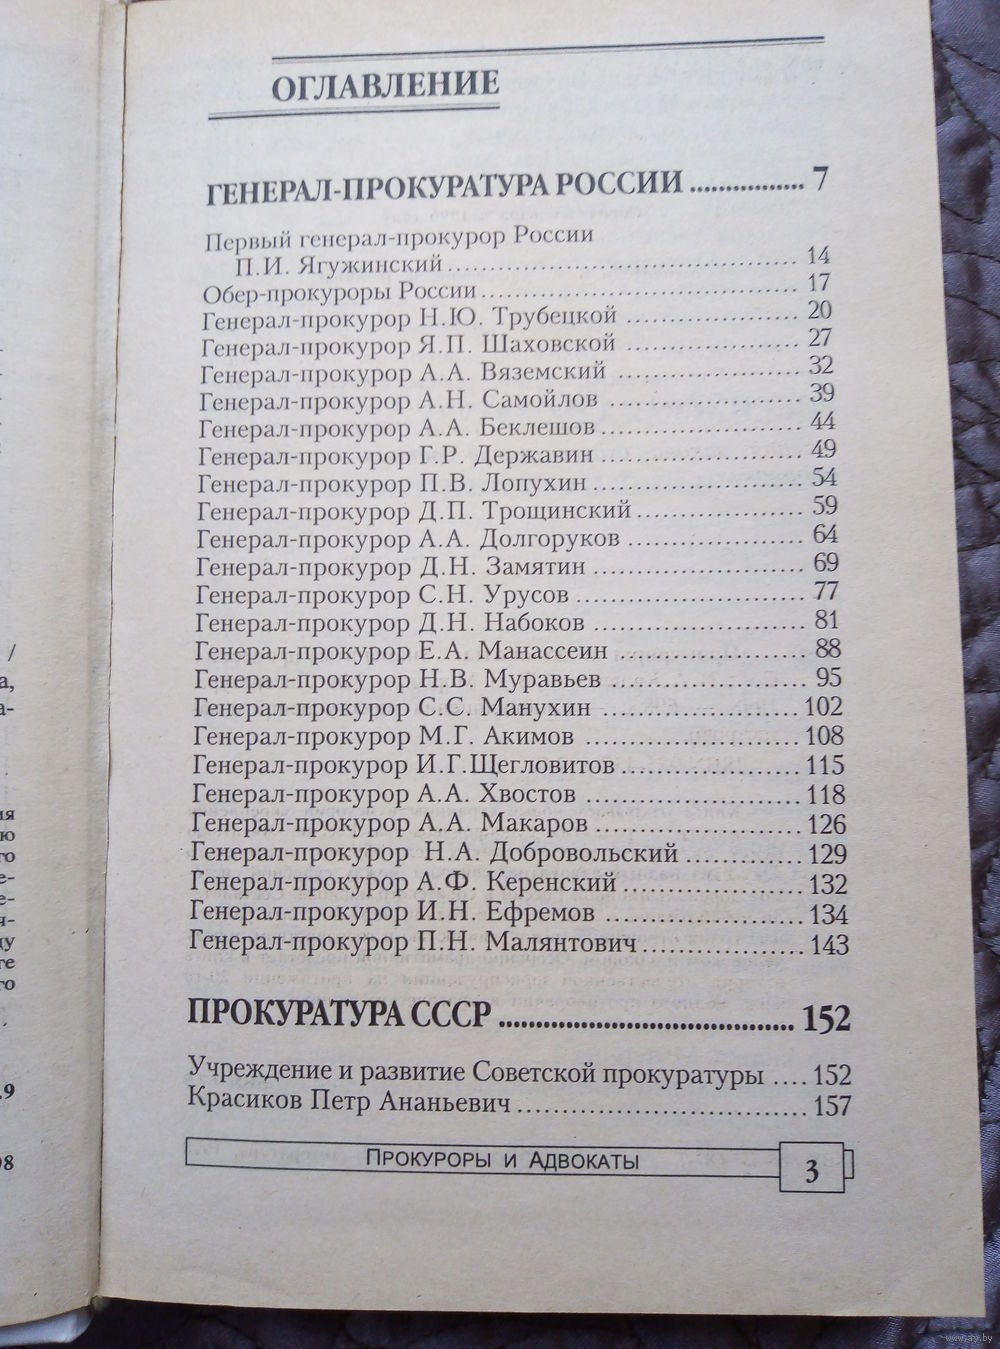 ОГЛАВЛЕНИЕ
ГЕНЕРАЛ-ПРОКУРАТУРА РОССИИ ................ 7
Первый генерал-прокурор России
П.И. Ягужинский ........................................ 14
Обер-прокуроры России ................................ 17
Генерал-прокурор Н.Ю. Трубецкой .................... 20
Генерал-прокурор Я.П. Шаховской .................... 27
Генерал-прокурор А.А. Вяземский .................... 32
Генерал-прокурор А.Н. Самойлов .................... 39
Генерал-прокурор А.А. Беклешов .................... 44
Генерал-прокурор Г.Р. Державин .................... 49
Генерал-прокурор П.В. Лопухин .................... 54
Генерал-прокурор Д.П. Трощинский .................... 59
Генерал-прокурор А.А. Долгоруков .................... 64
Генерал-прокурор Д.Н. Замятин .................... 69
Генерал-прокурор С.Н. Урусов .................... 77
Генерал-прокурор Д.Н. Набоков .................... 81
Генерал-прокурор Е.А. Манассеин .................... 88
Генерал-прокурор Н.В. Муравьев .................... 95
Генерал-прокурор С.С. Манухин .................... 102
Генерал-прокурор М.Г. Акимов .................... 108
Генерал-прокурор И.Г.Щегловитов .................... 115
Генерал-прокурор А.А. Хвостов .................... 118
Генерал-прокурор А.А. Макаров .................... 126
Генерал-прокурор Н.А. Добровольский ............. 129
Генерал-прокурор А.Ф. Керенский .................... 132
Генерал-прокурор И.Н. Ефремов .................... 134
Генерал-прокурор П.Н. Малянтович .................. 143
ПРОКУРАТУРА СССР ....................................... 152
Учреждение и развитие Советской прокуратуры .... 152
Красиков Петр Ананьевич ................................ 157
ПРОКУРОРЫ И АДВОКАТЫ
3
www.ay.by